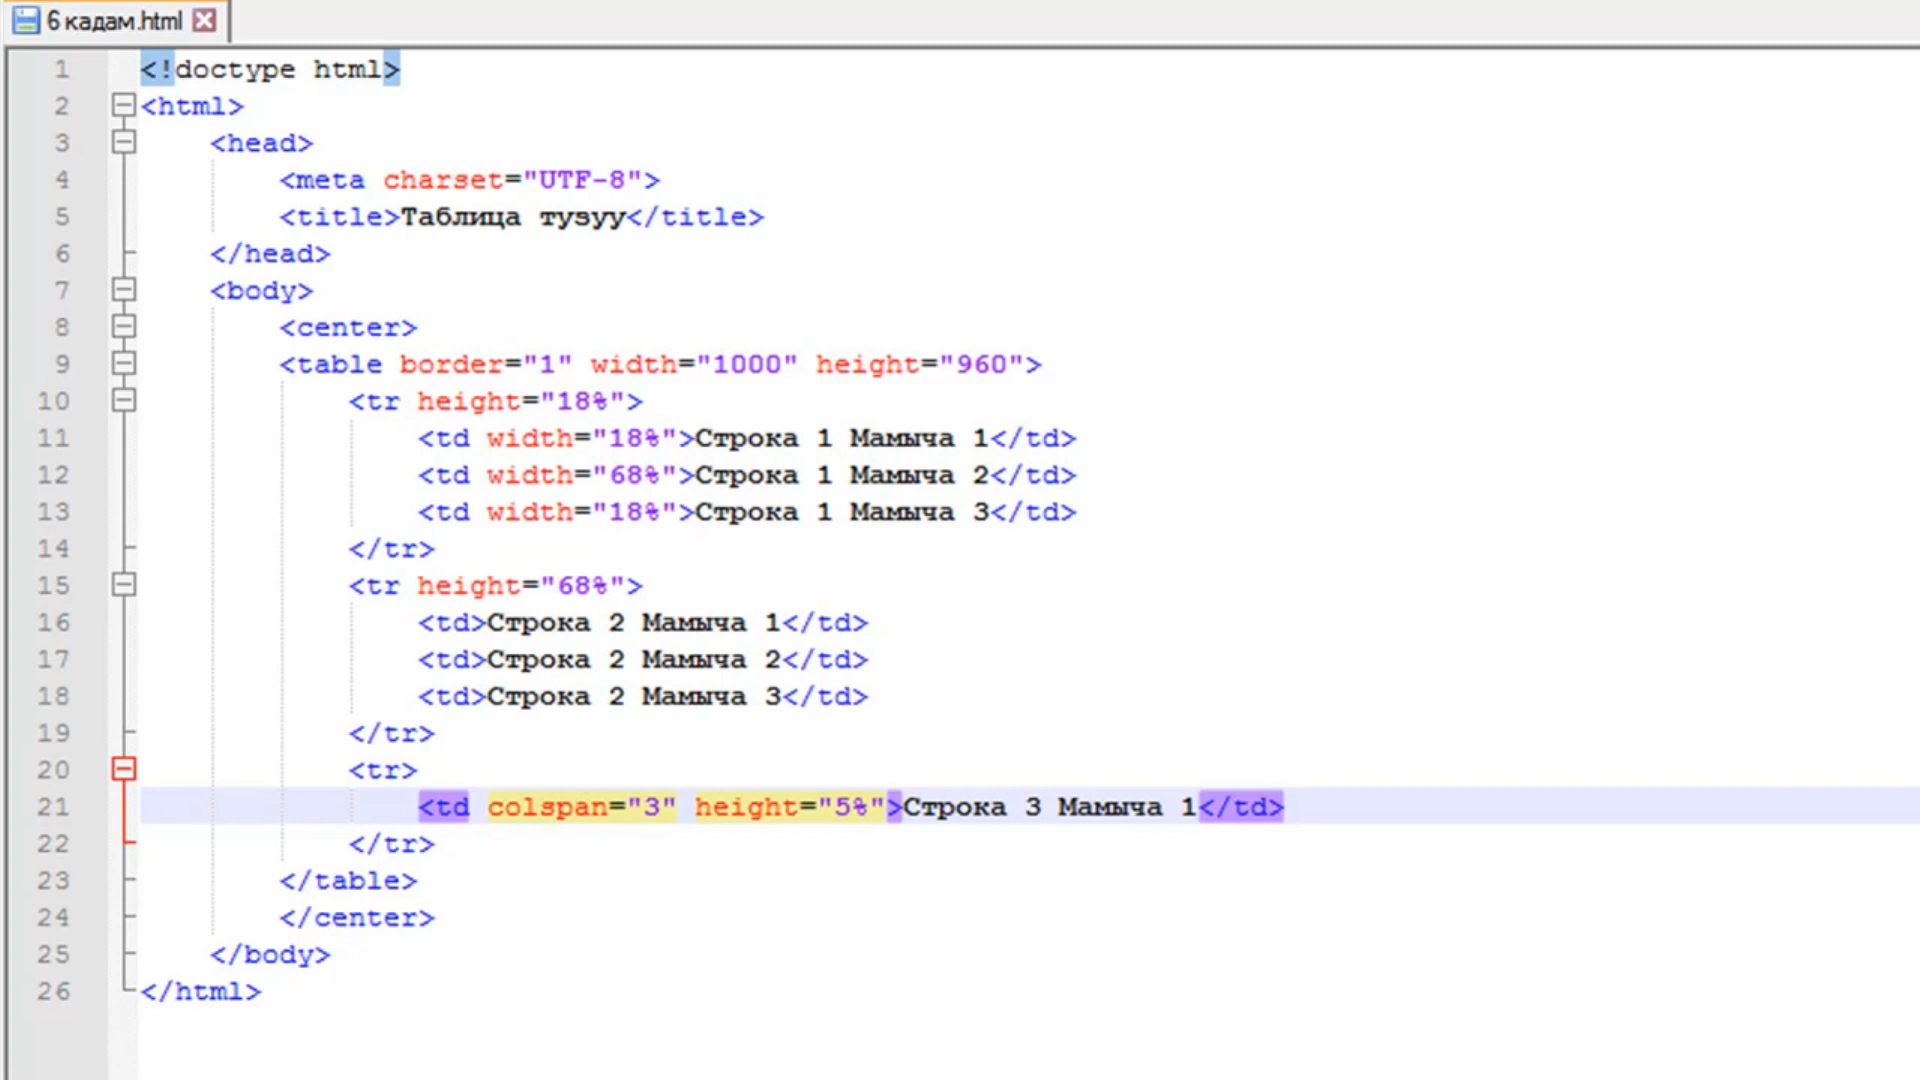 6 кадам.html
1 <!doctype html>
2 <html>
3 <head>
4 <meta charset="UTF-8">
5 <title>Таблица түзүү</title>
6 </head>
7 <body>
8 <center>
9 <table border="1" width="1000" height="960">
10 <tr height="18%">
11 <td width="18%">Строка 1 Мамыча 1</td>
12 <td width="68%">Строка 1 Мамыча 2</td>
13 <td width="18%">Строка 1 Мамыча 3</td>
14 </tr>
15 <tr height="68%">
16 <td>Строка 2 Мамыча 1</td>
17 <td>Строка 2 Мамыча 2</td>
18 <td>Строка 2 Мамыча 3</td>
19 </tr>
20 <tr>
21 <td colspan="3" height="5%">Строка 3 Мамыча 1</td>
22 </tr>
23 </table>
24 </center>
25 </body>
26 </html>